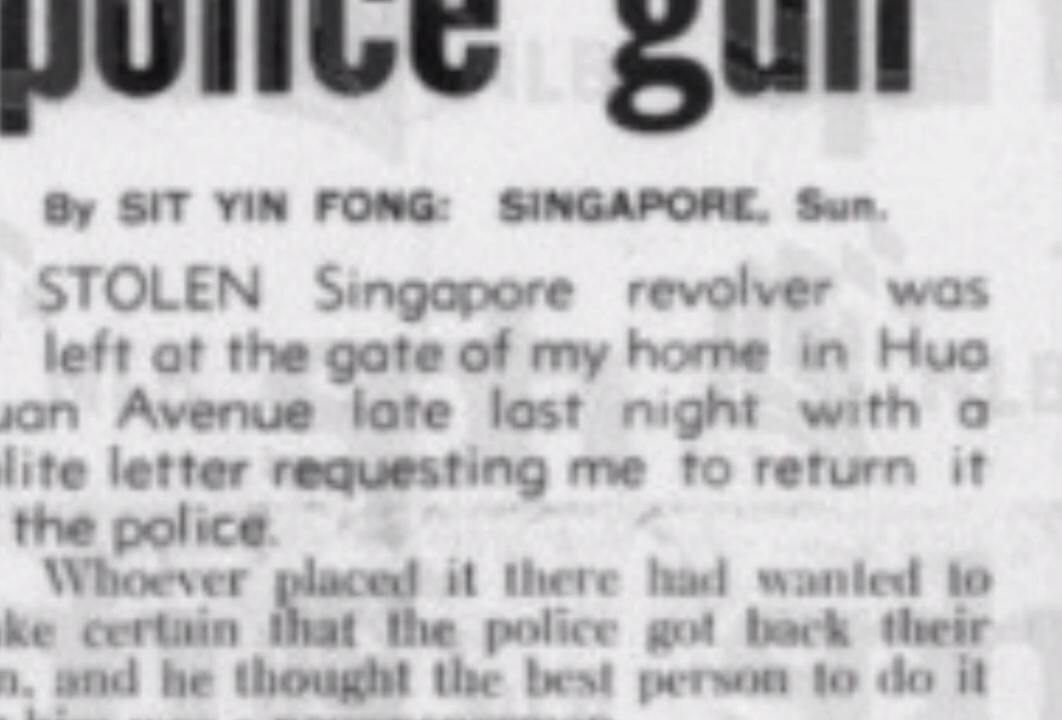 police gun
By SIT YIN FONG: SINGAPORE, Sun.
STOLEN Singapore revolver was
left at the gate of my home in Hua
uan Avenue late last night with a
lite letter requesting me to return it
the police.
Whoever placed it there had wanted to
ke certain that the police got back their
n, and he thought the best person to do it